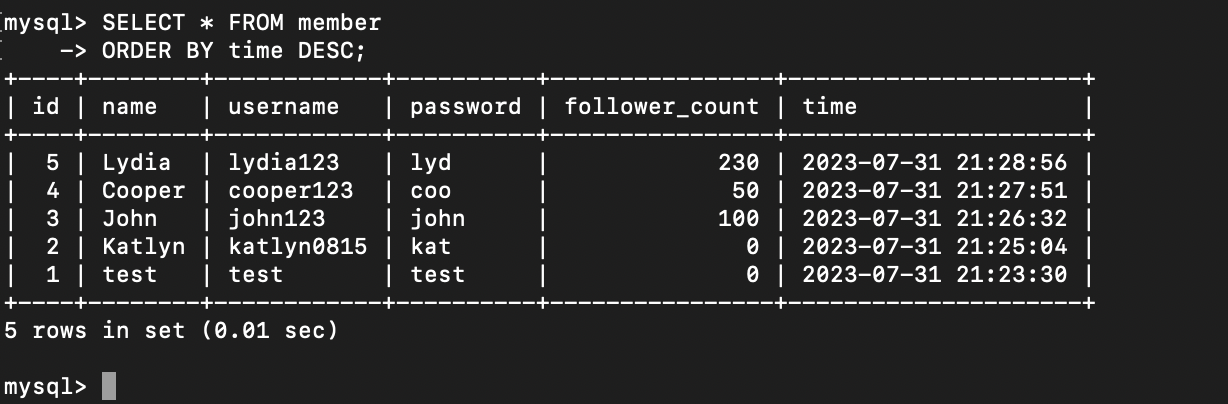 mysql> SELECT * FROM member
    -> ORDER BY time DESC;
+----+--------+------------+----------+----------------+---------------------+
| id | name   | username   | password | follower_count | time                |
+----+--------+------------+----------+----------------+---------------------+
|  5 | Lydia  | lydia123   | lyd      |            230 | 2023-07-31 21:28:56 |
|  4 | Cooper | cooper123  | coo      |             50 | 2023-07-31 21:27:51 |
|  3 | John   | john123    | john     |            100 | 2023-07-31 21:26:32 |
|  2 | Katlyn | katlyn0815 | kat      |              0 | 2023-07-31 21:25:04 |
|  1 | test   | test       | test     |              0 | 2023-07-31 21:23:30 |
+----+--------+------------+----------+----------------+---------------------+
5 rows in set (0.01 sec)
mysql>